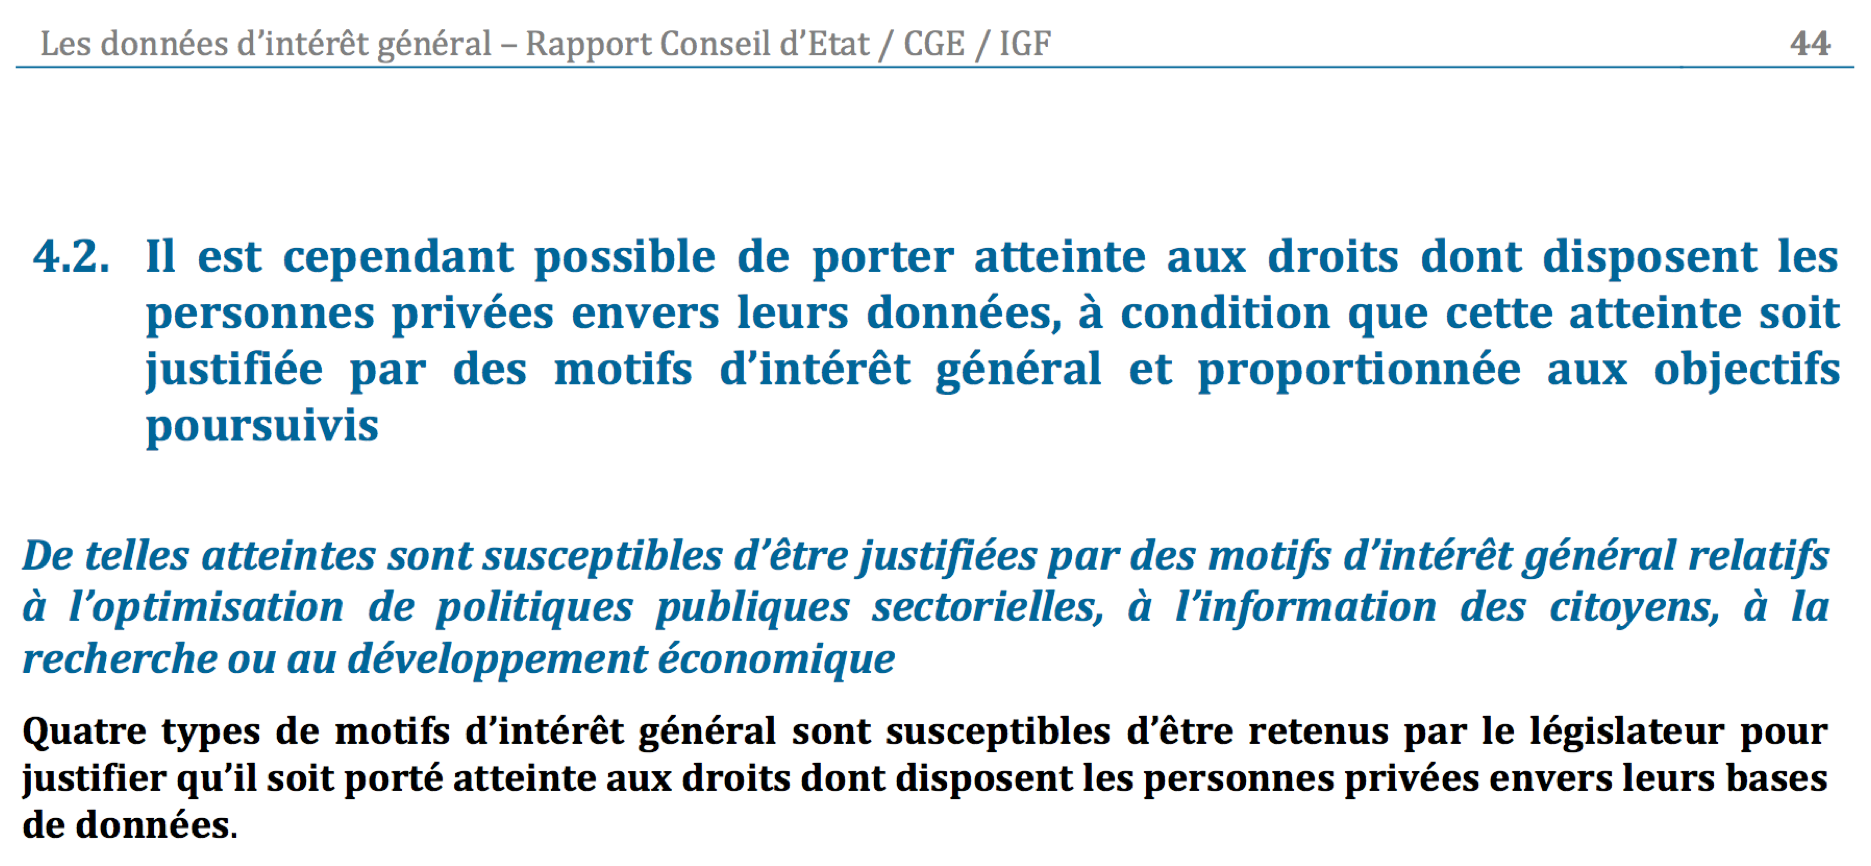 Les données d’intérêt général – Rapport Conseil d’Etat / CGE / IGF 44
4.2. Il est cependant possible de porter atteinte aux droits dont disposent les
personnes privées envers leurs données, à condition que cette atteinte soit
justifiée par des motifs d’intérêt général et proportionnée aux objectifs
poursuivis
De telles atteintes sont susceptibles d’être justifiées par des motifs d’intérêt général relatifs
à l’optimisation de politiques publiques sectorielles, à l’information des citoyens, à la
recherche ou au développement économique
Quatre types de motifs d’intérêt général sont susceptibles d’être retenus par le législateur pour
justifier qu’il soit porté atteinte aux droits dont disposent les personnes privées envers leurs bases
de données.